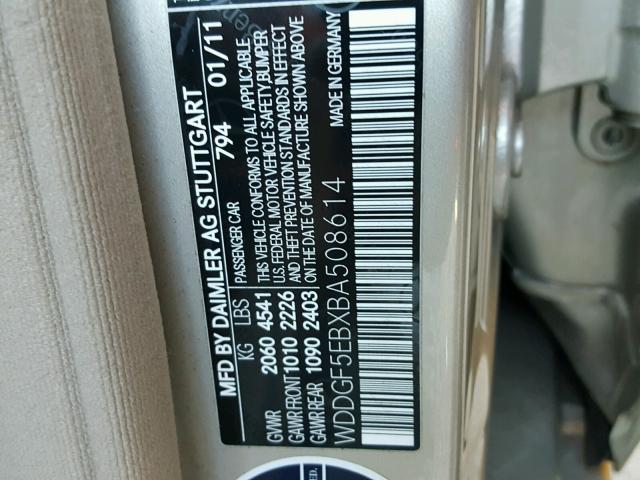 MFD BY DAIMLER AG STUTTGART
794 01/11
KG LBS
PASSENGER CAR
GVWR 2060 4541
THIS VEHICLE CONFORMS TO ALL APPLICABLE
GAWR FRONT 1010 2226
U.S. FEDERAL MOTOR VEHICLE SAFETY, BUMPER
AND THEFT PREVENTION STANDARDS IN EFFECT
GAWR REAR 1090 2403
ON THE DATE OF MANUFACTURE SHOWN ABOVE
WDDGF5EBXBA508614
MADE IN GERMANY